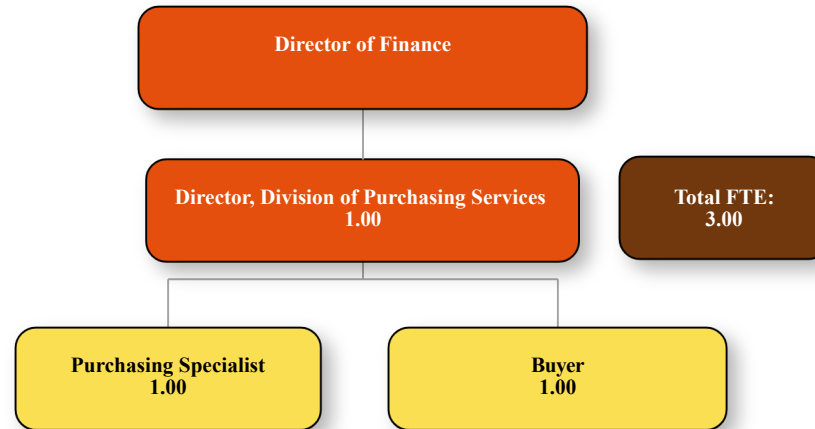 Director of Finance
Director, Division of Purchasing Services
1.00
Total FTE:
3.00
Purchasing Specialist
1.00
Buyer
1.00